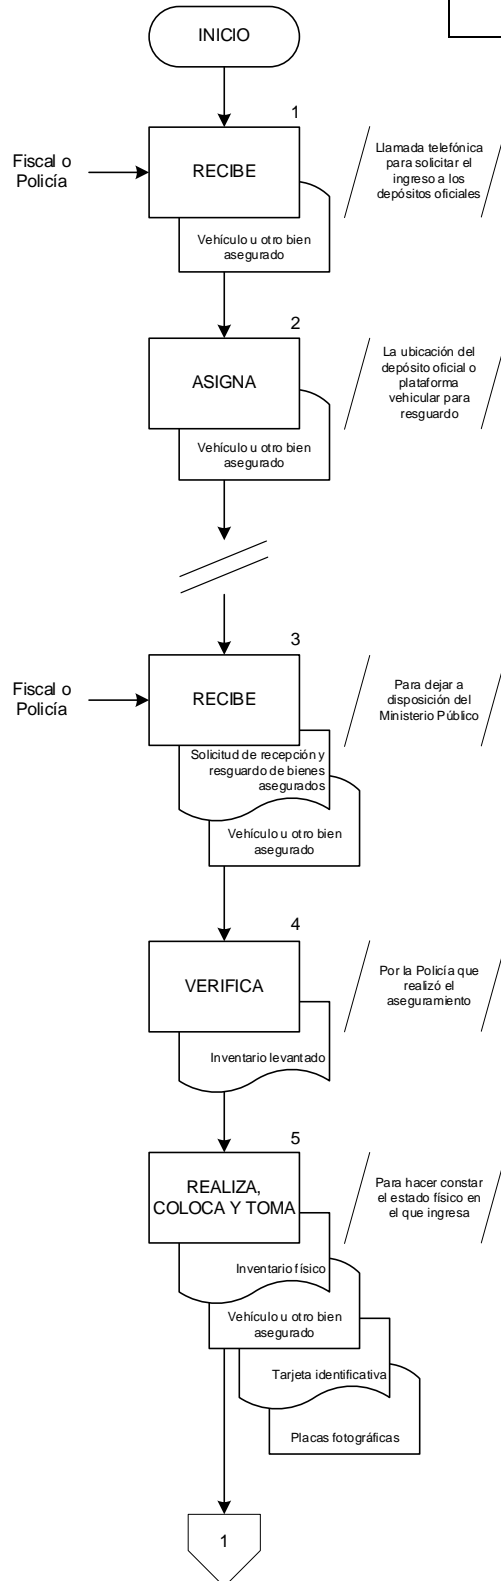 INICIO
1
Fiscal o
Policía
RECIBE
Llamada telefónica
para solicitar el
ingreso a los
depósitos oficiales
Vehículo u otro bien
asegurado
2
ASIGNA
La ubicación del
depósito oficial o
plataforma
vehicular para
resguardo
Vehículo u otro bien
asegurado
3
Fiscal o
Policía
RECIBE
Para dejar a
disposición del
Ministerio Público
Solicitud de recepción y
resguardo de bienes
asegurados
Vehículo u otro bien
asegurado
4
VERIFICA
Por la Policía que
realizó el
aseguramiento
Inventario levantado
5
REALIZA,
COLOCA Y TOMA
Para hacer constar
el estado físico en
el que ingresa
Inventario físico
Vehículo u otro bien
asegurado
Tarjeta identificativa
Placas fotográficas
1